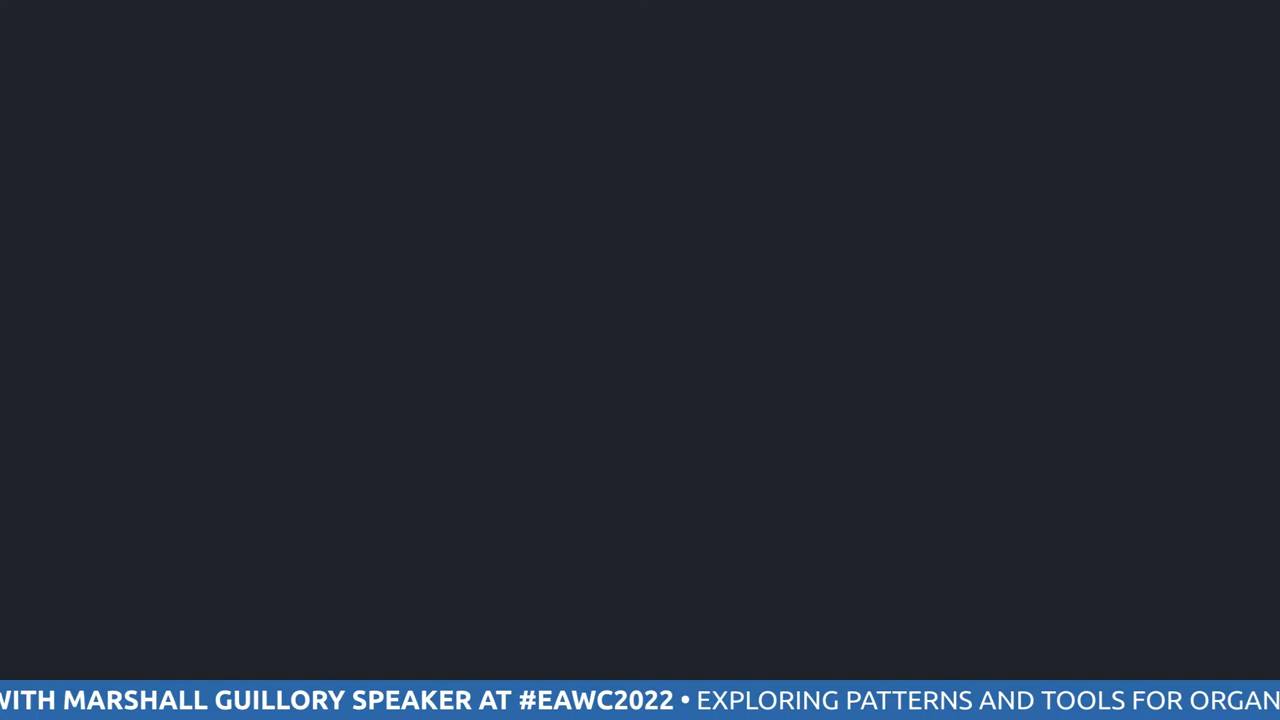 WITH MARSHALL GUILLORY SPEAKER AT #EAWC2022 • EXPLORING PATTERNS AND TOOLS FOR ORGAN